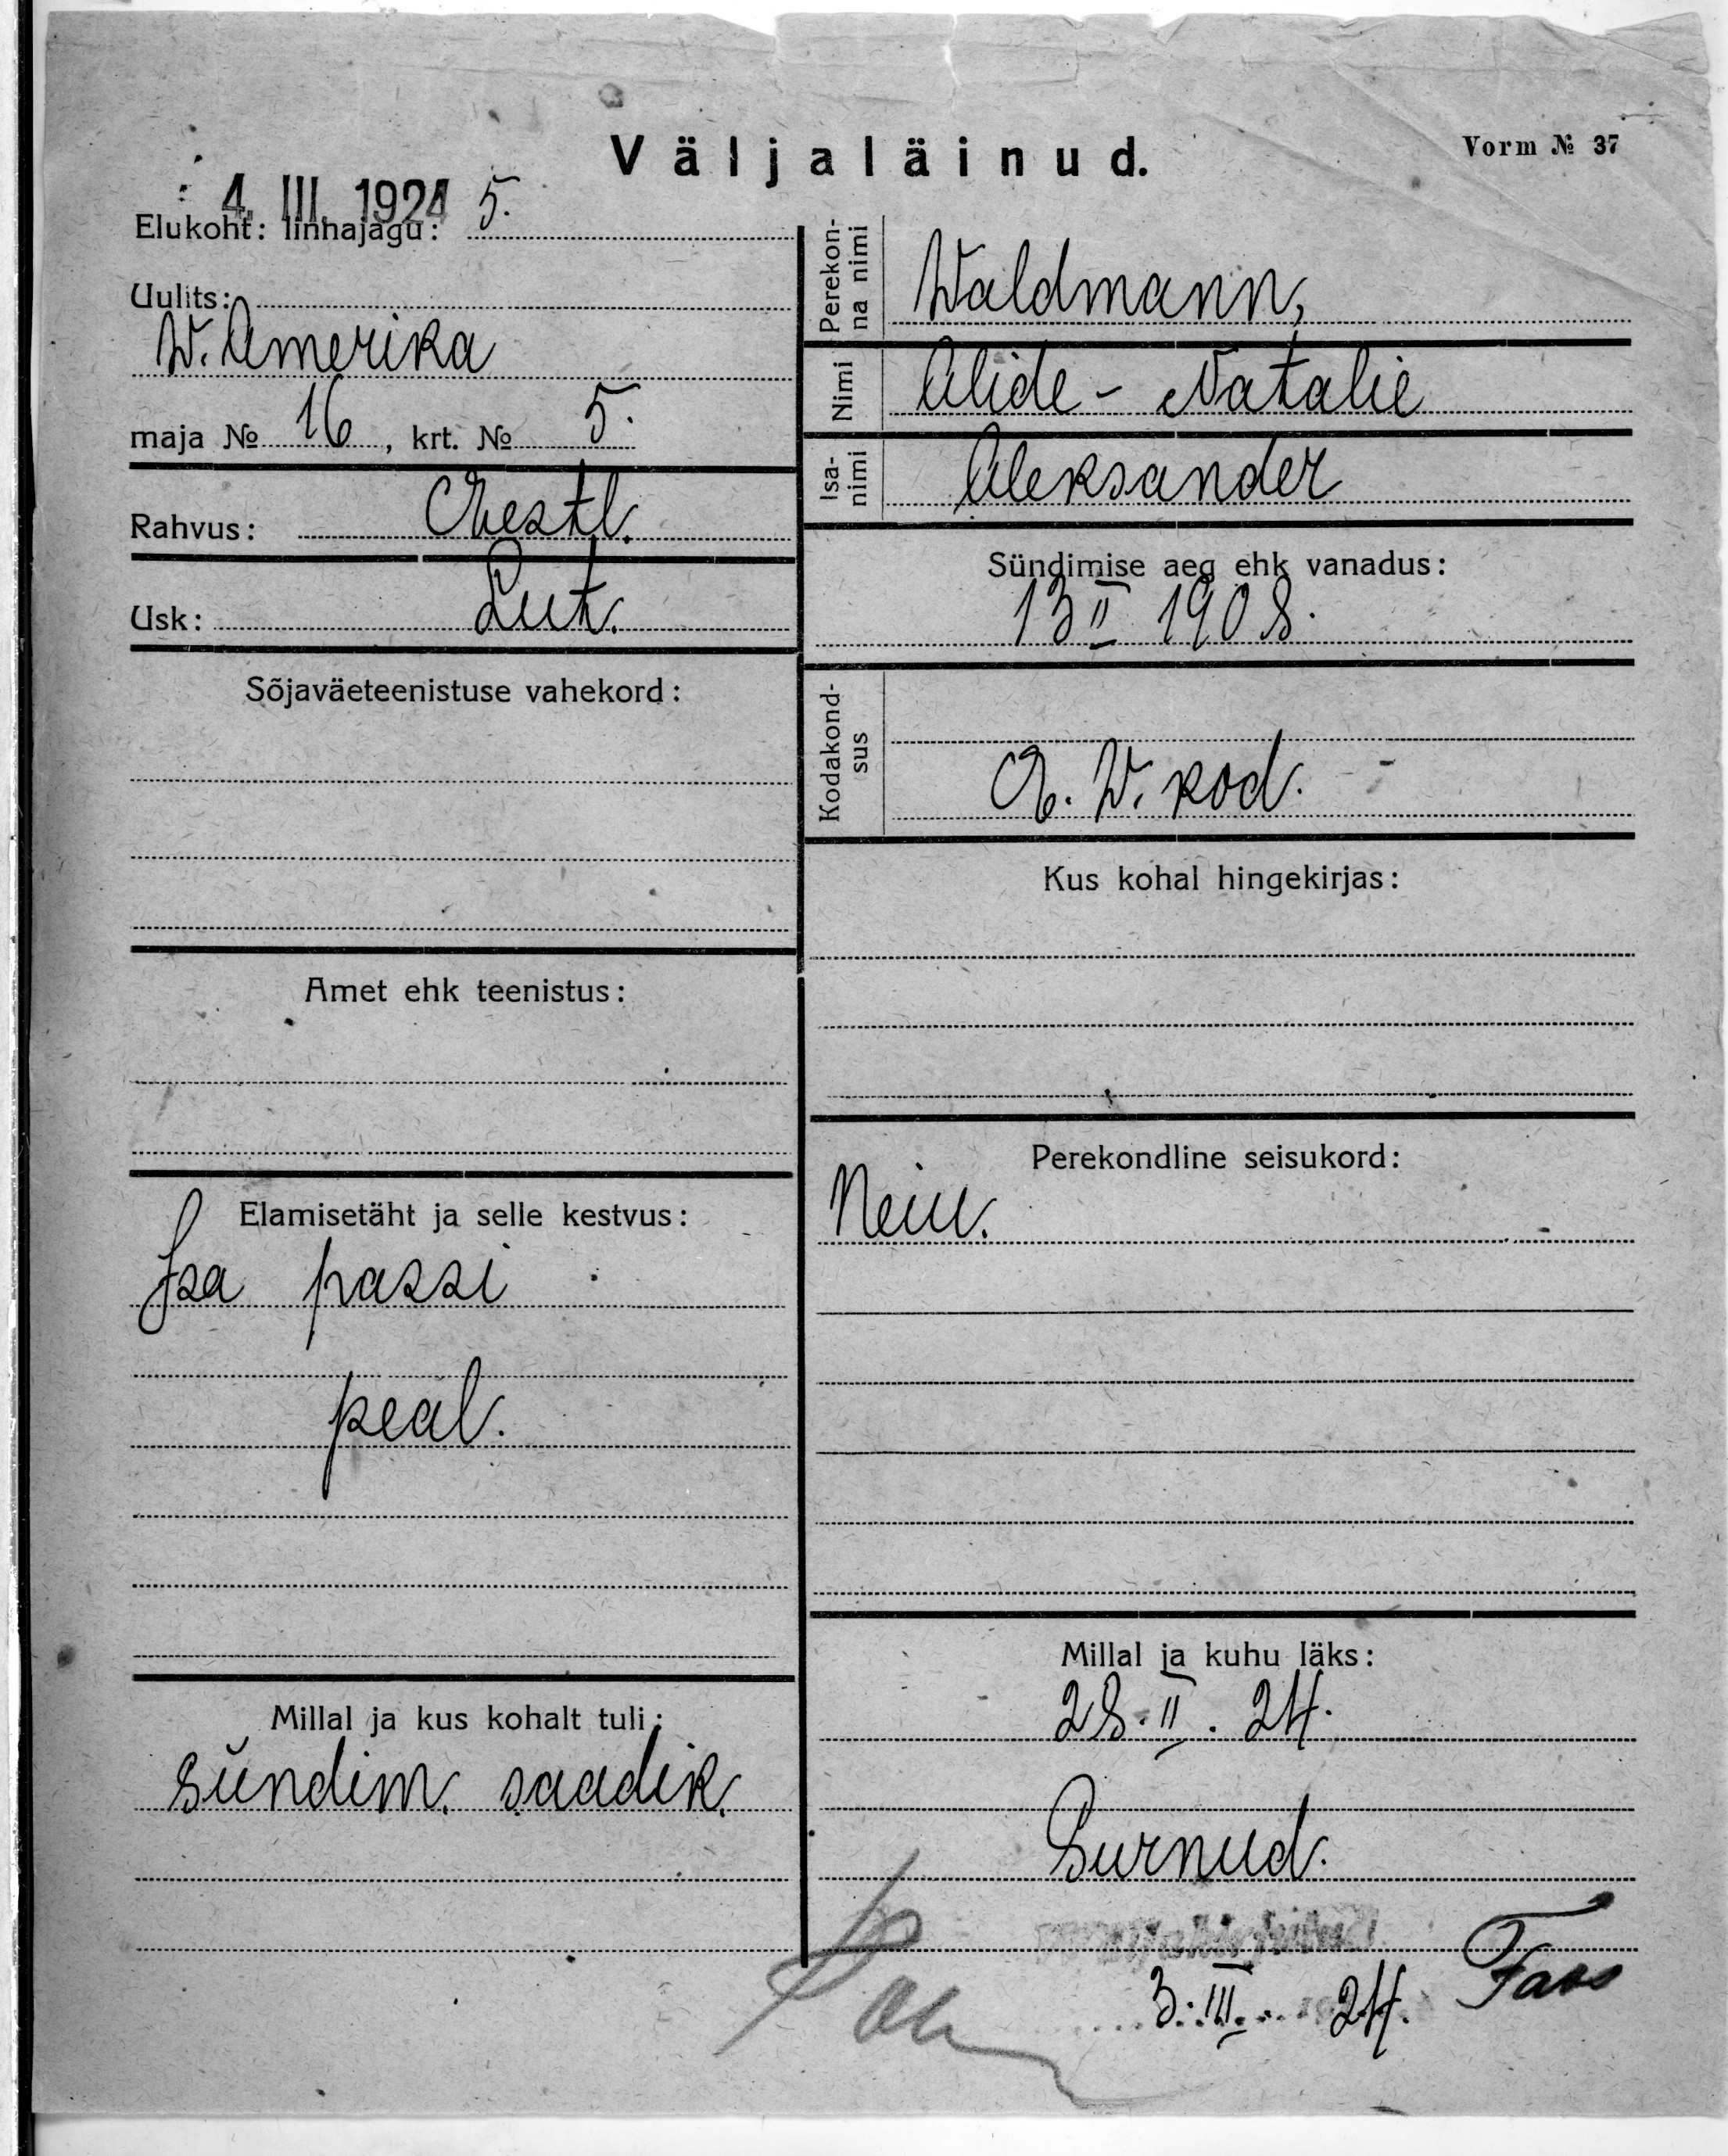 Väljaläinud.
Vorm № 37
4. III. 1924
Elukoht: linnajagu: 5.
Uulits:
W. Amerika
maja № 16, krt. № 5.
Rahvus: Eestl.
Usk: Lut.
Sõjaväeteenistuse vahekord:
Amet ehk teenistus:
Elamisetäht ja selle kestvus:
Isa passi
peal.
Millal ja kus kohalt tuli:
sündim. saadik.
Perekonna nimi
Waldmann,
Nimi
Alide - Natalie
Isanimi
Aleksander
Sündimise aeg ehk vanadus:
13 II 1908.
Kodakondsus
E. W. kod.
Kus kohal hingekirjas:
Perekondline seisukord:
Neiu.
Millal ja kuhu läks:
28. II. 24.
Surnud.
3. III. 24.